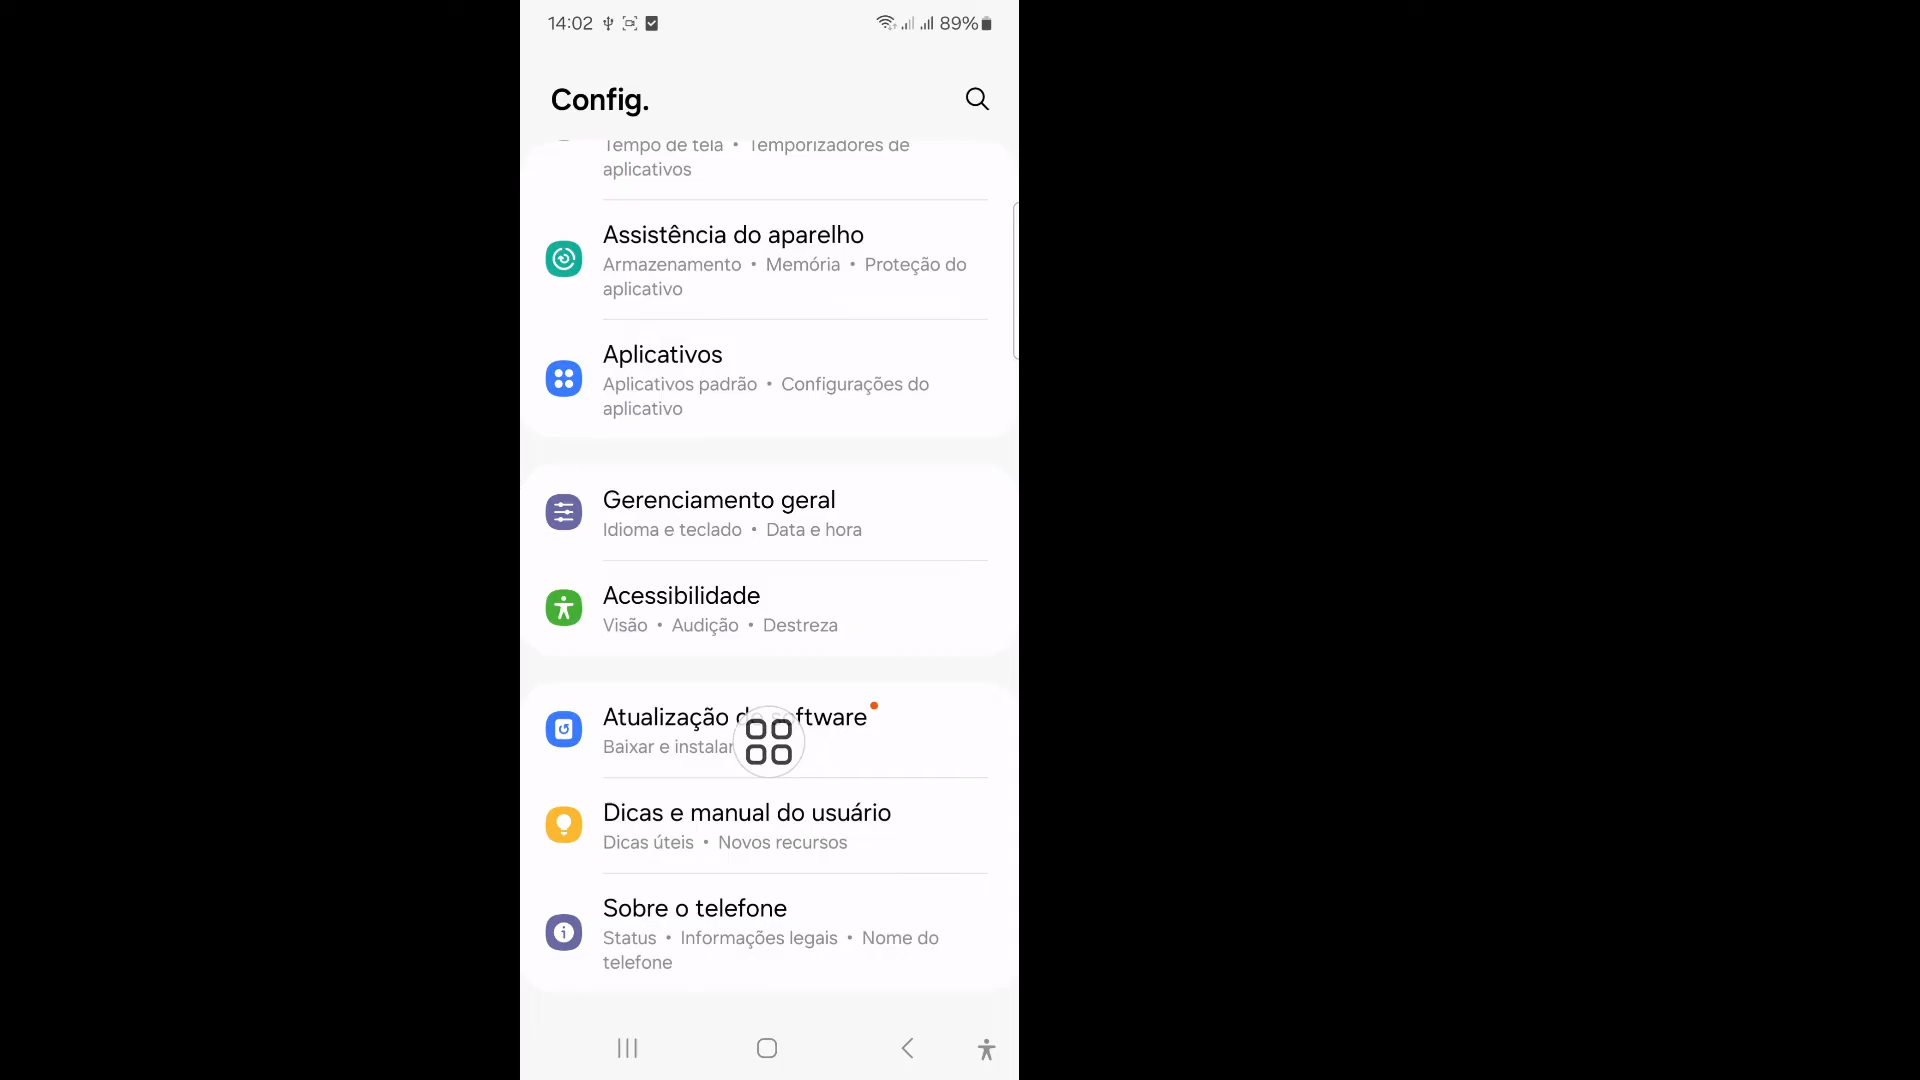 14:02
89%
Config.
Tempo de tela • Temporizadores de
aplicativos
Assistência do aparelho
Armazenamento • Memória • Proteção do
aplicativo
Aplicativos
Aplicativos padrão • Configurações do
aplicativo
Gerenciamento geral
Idioma e teclado • Data e hora
Acessibilidade
Visão • Audição • Destreza
Atualização do software
Baixar e instalar
Dicas e manual do usuário
Dicas úteis • Novos recursos
Sobre o telefone
Status • Informações legais • Nome do
telefone